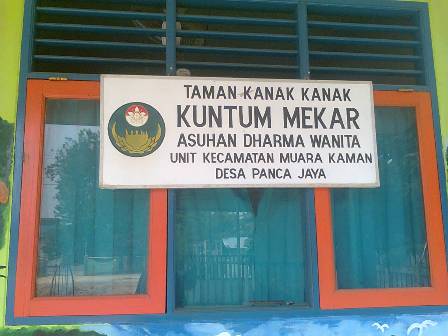 TAMAN KANAK KANAK
KUNTUM MEKAR
ASUHAN DHARMA WANITA
UNIT KECAMATAN MUARA KAMAN
DESA PANCA JAYA